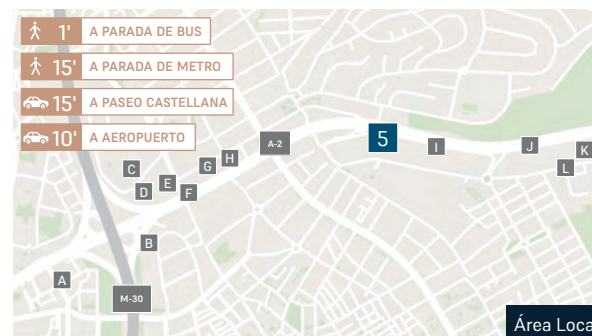 1' A PARADA DE BUS
15' A PARADA DE METRO
15' A PASEO CASTELLANA
10' A AEROPUERTO
A-2
5
I
J
K
L
H
G
C
E
D
F
B
A
M-30
Área Loca